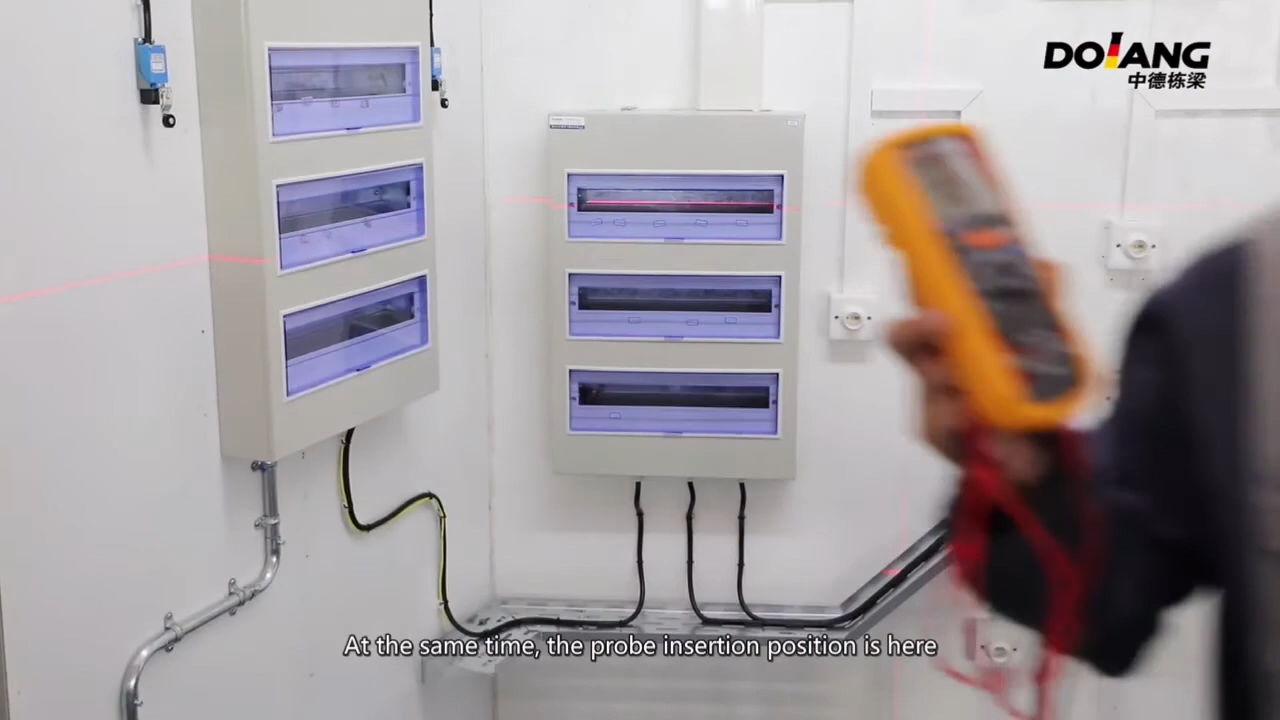 DOLANG
中德栋梁
At the same time, the probe insertion position is here